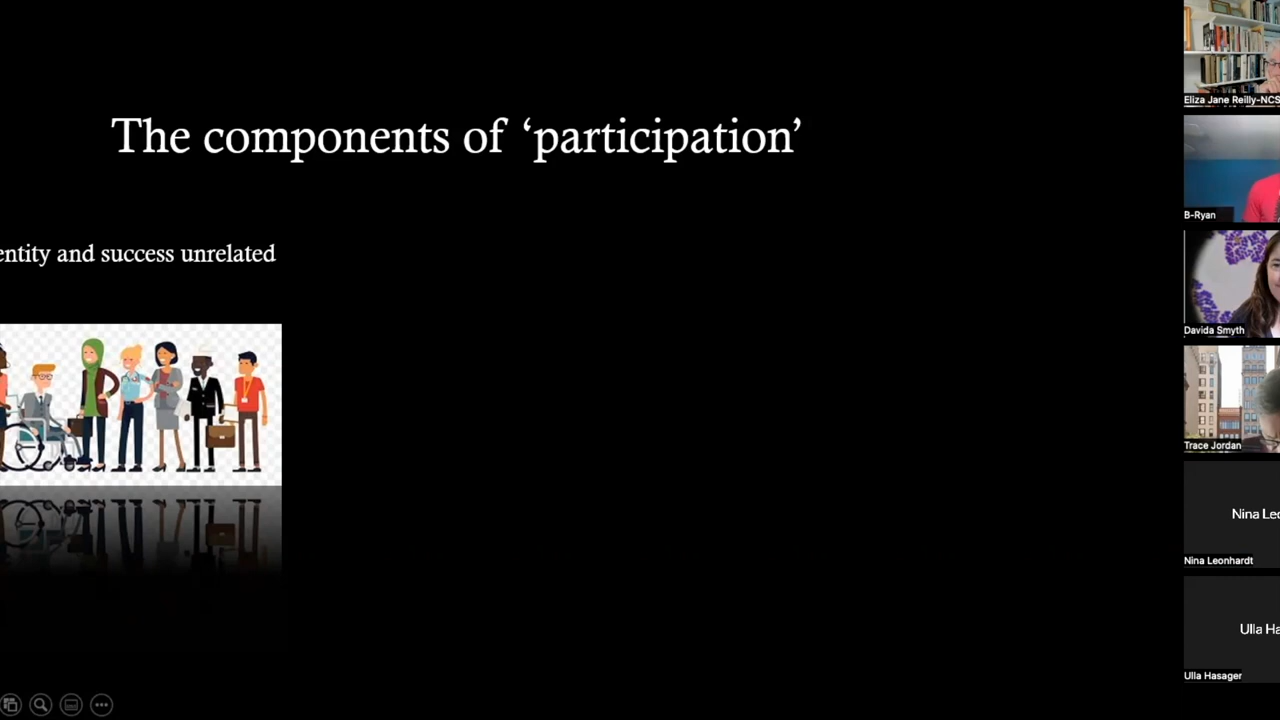 The components of ‘participation’
entity and success unrelated
Eliza Jane Reilly-NCS
B-Ryan
Davida Smyth
Trace Jordan
Nina Leo
Nina Leonhardt
Ulla Ha
Ulla Hasager